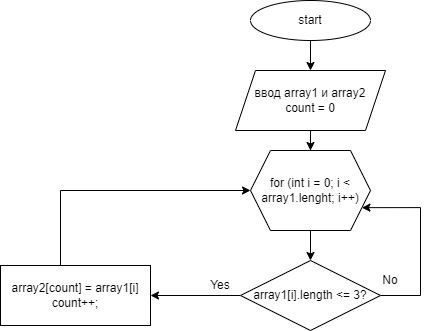 start
ввод array1 и array2
count = 0
for (int i = 0; i <
array1.lenght; i++)
array1[i].length <= 3?
Yes
No
array2[count] = array1[i]
count++;